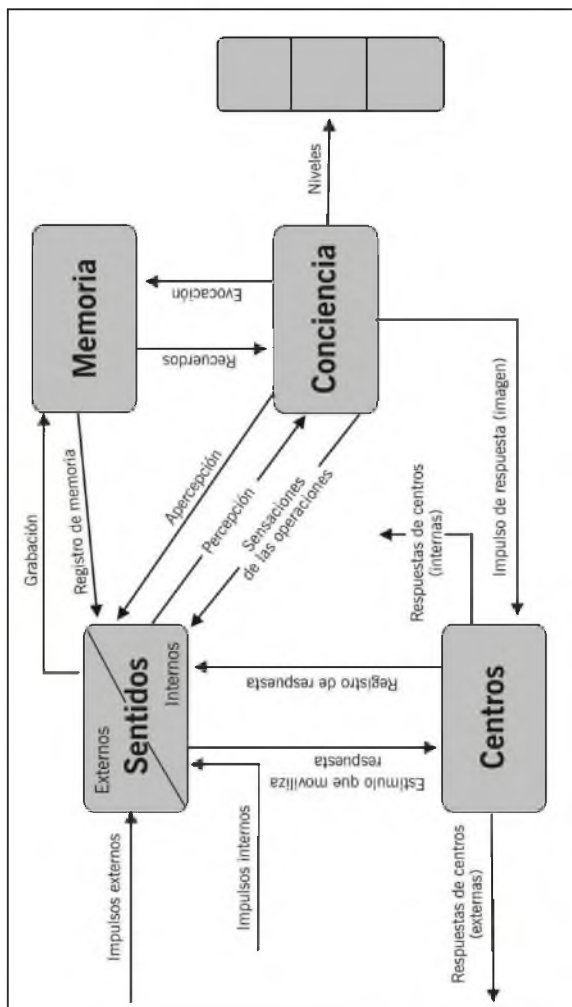 Impulsos externos
Impulsos internos
Externos
Sentidos
Internos
Grabación
Registro de memoria
Memoria
Apercepción
Percepción
Sensaciones
de las operaciones
Recuerdos
Evocación
Conciencia
Niveles
Estímulo que moviliza
respuesta
Registro de respuesta
Respuestas de centros
(internas)
Impulso de respuesta (imagen)
Centros
Respuestas de centros
(externas)